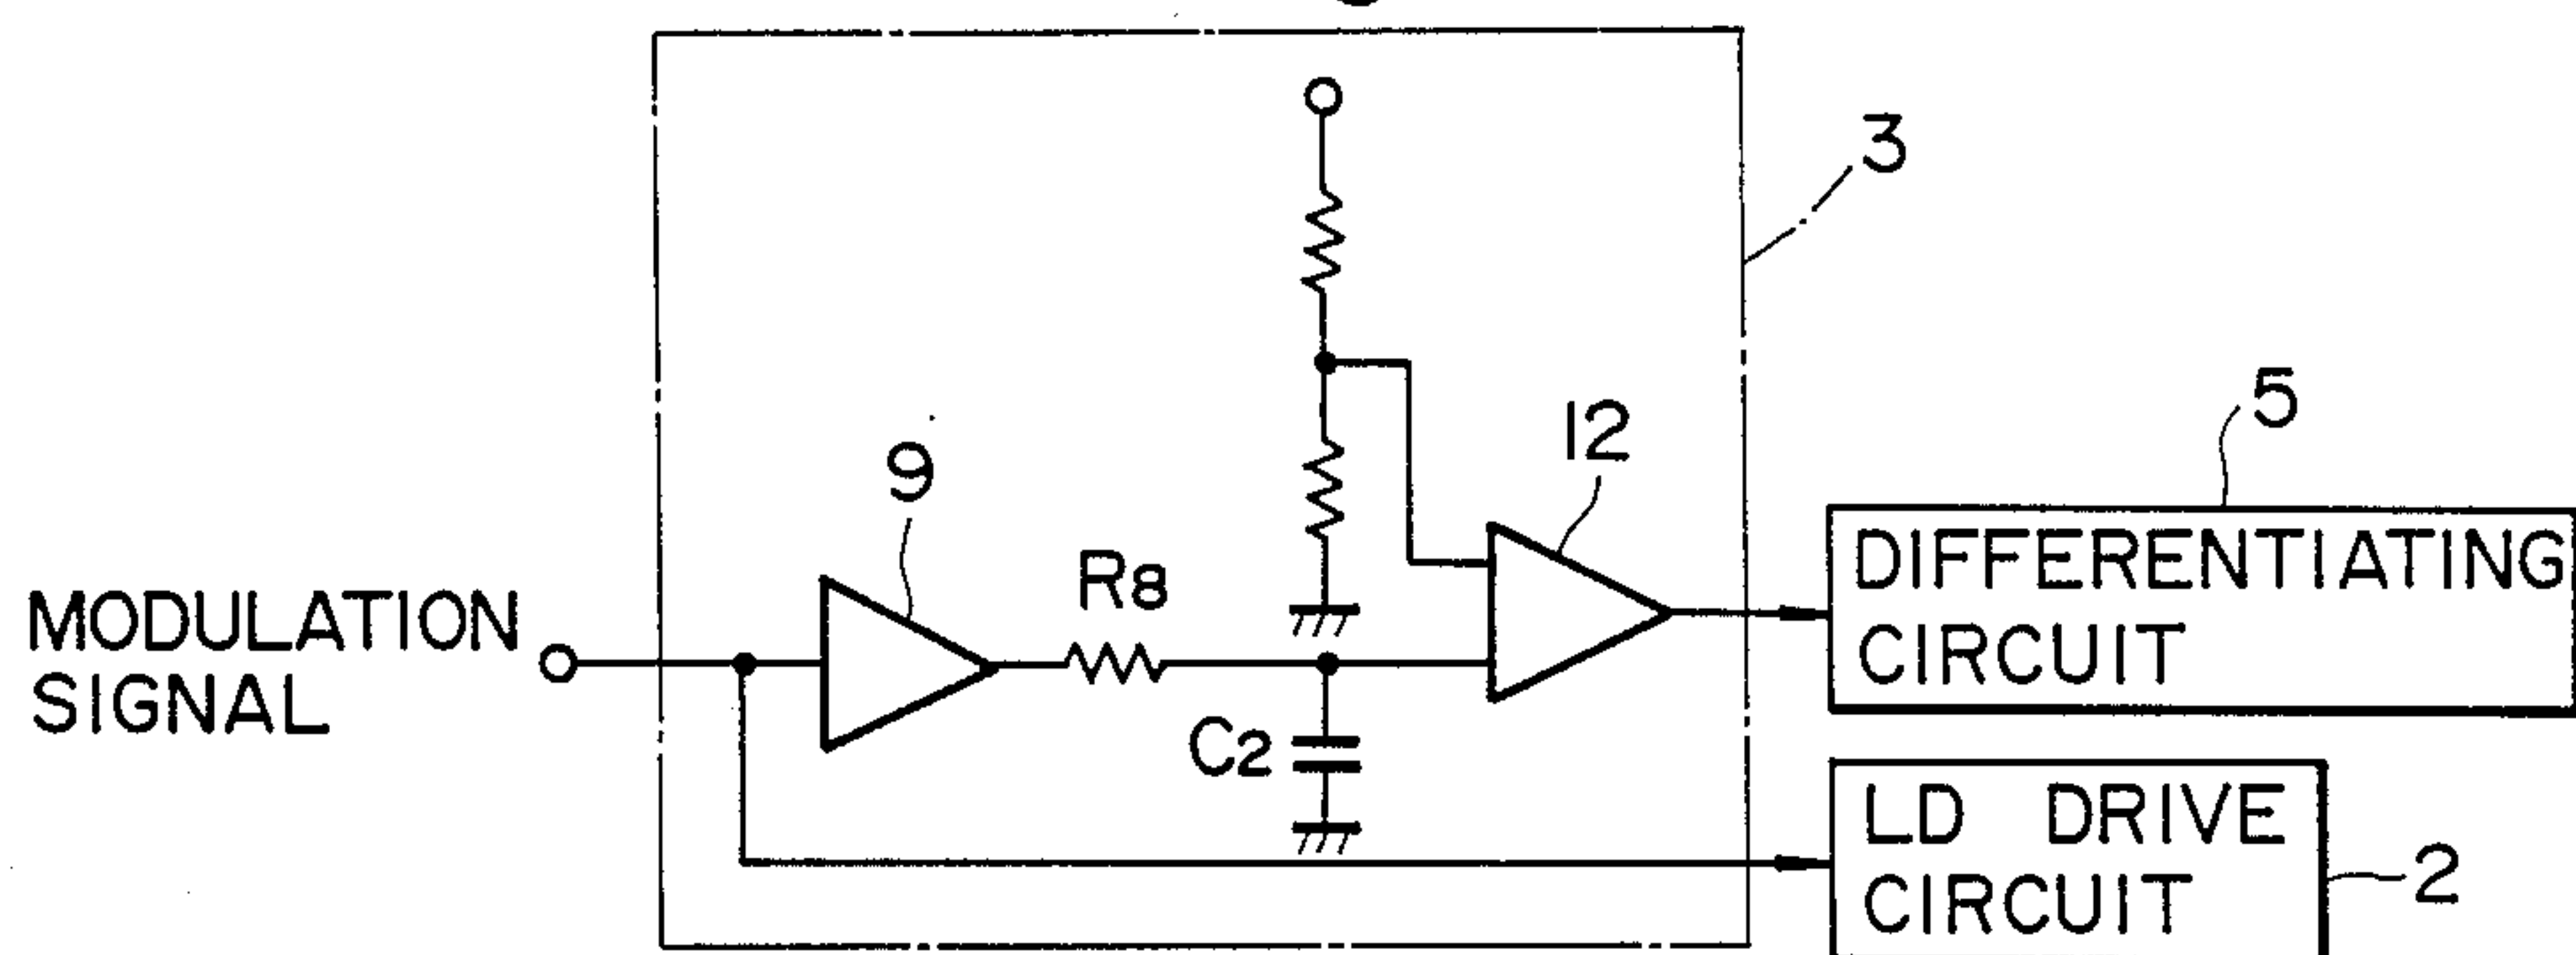 3
5
12
9
R8
DIFFERENTIATING
CIRCUIT
MODULATION
SIGNAL
C2
LD DRIVE
CIRCUIT
2